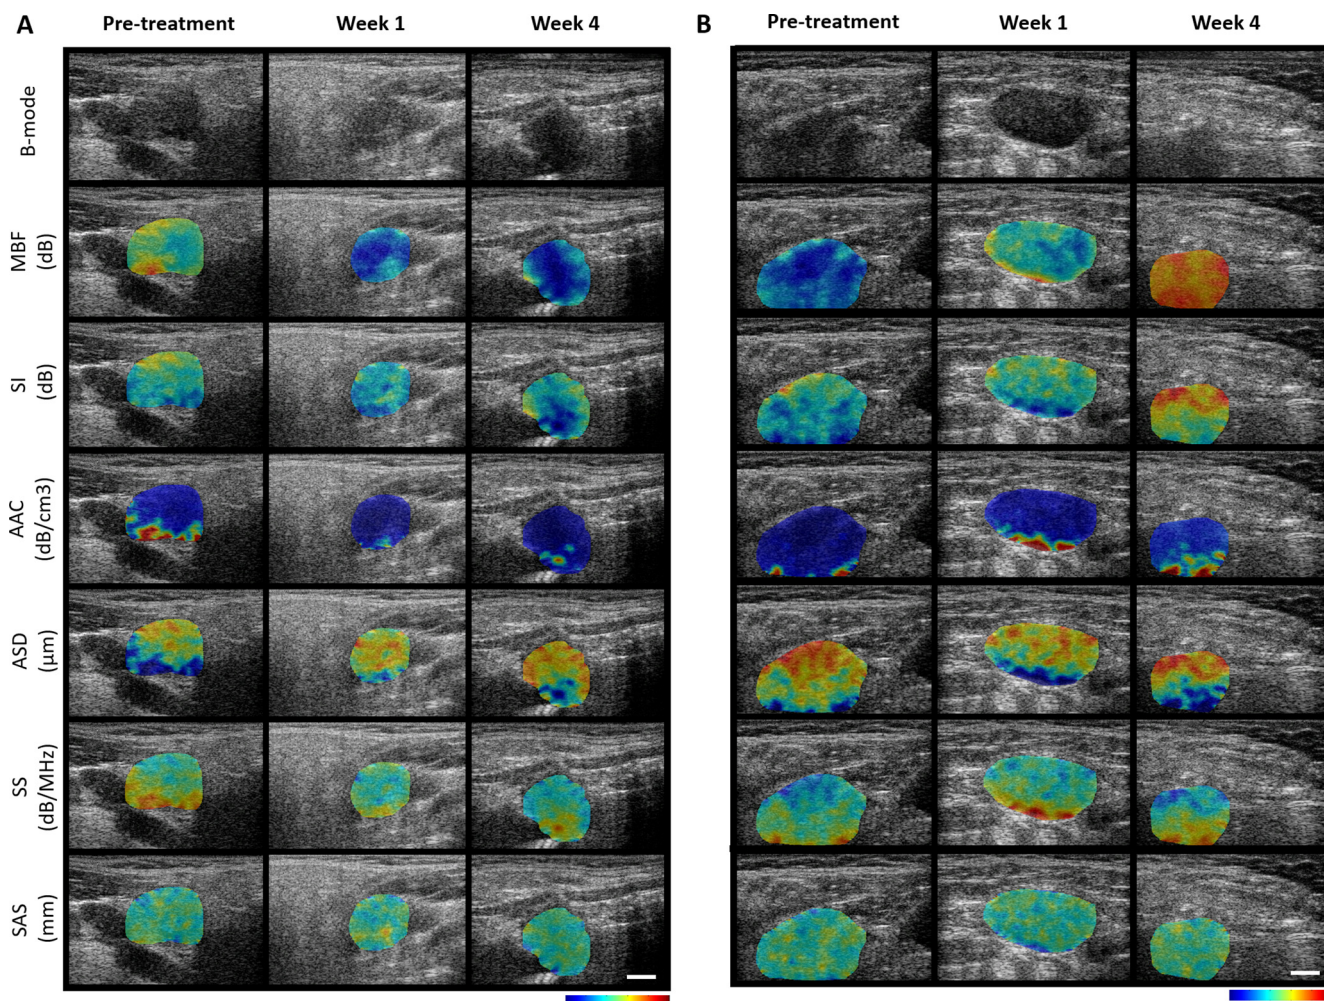 A Pre-treatment Week 1 Week 4 B Pre-treatment Week 1 Week 4
B-mode
MBF
(dB)
SI
(dB)
AAC
(dB/cm3)
ASD
(µm)
SS
(dB/MHz)
SAS
(mm)